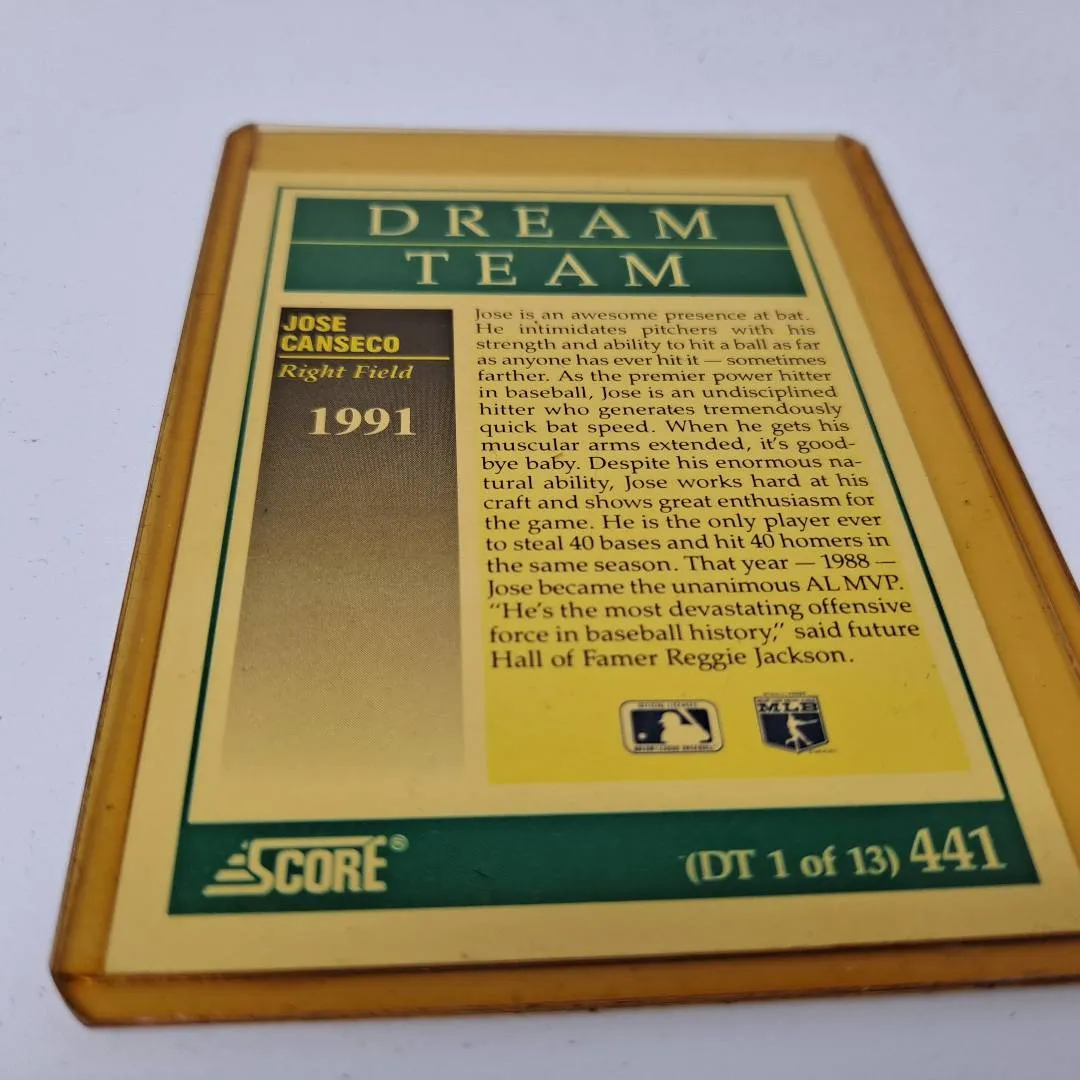 DREAM
TEAM
JOSE
CANSECO
Right Field
1991
Jose is an awesome presence at bat.
He intimidates pitchers with his
strength and ability to hit a ball as far
as anyone has ever hit it — sometimes
farther. As the premier power hitter
in baseball, Jose is an undisciplined
hitter who generates tremendously
quick bat speed. When he gets his
muscular arms extended, it's good-
bye baby. Despite his enormous na-
tural ability, Jose works hard at his
craft and shows great enthusiasm for
the game. He is the only player ever
to steal 40 bases and hit 40 homers in
the same season. That year — 1988 —
Jose became the unanimous AL MVP.
"He's the most devastating offensive
force in baseball history," said future
Hall of Famer Reggie Jackson.
MLB
SCORE®
(DT 1 of 13) 441